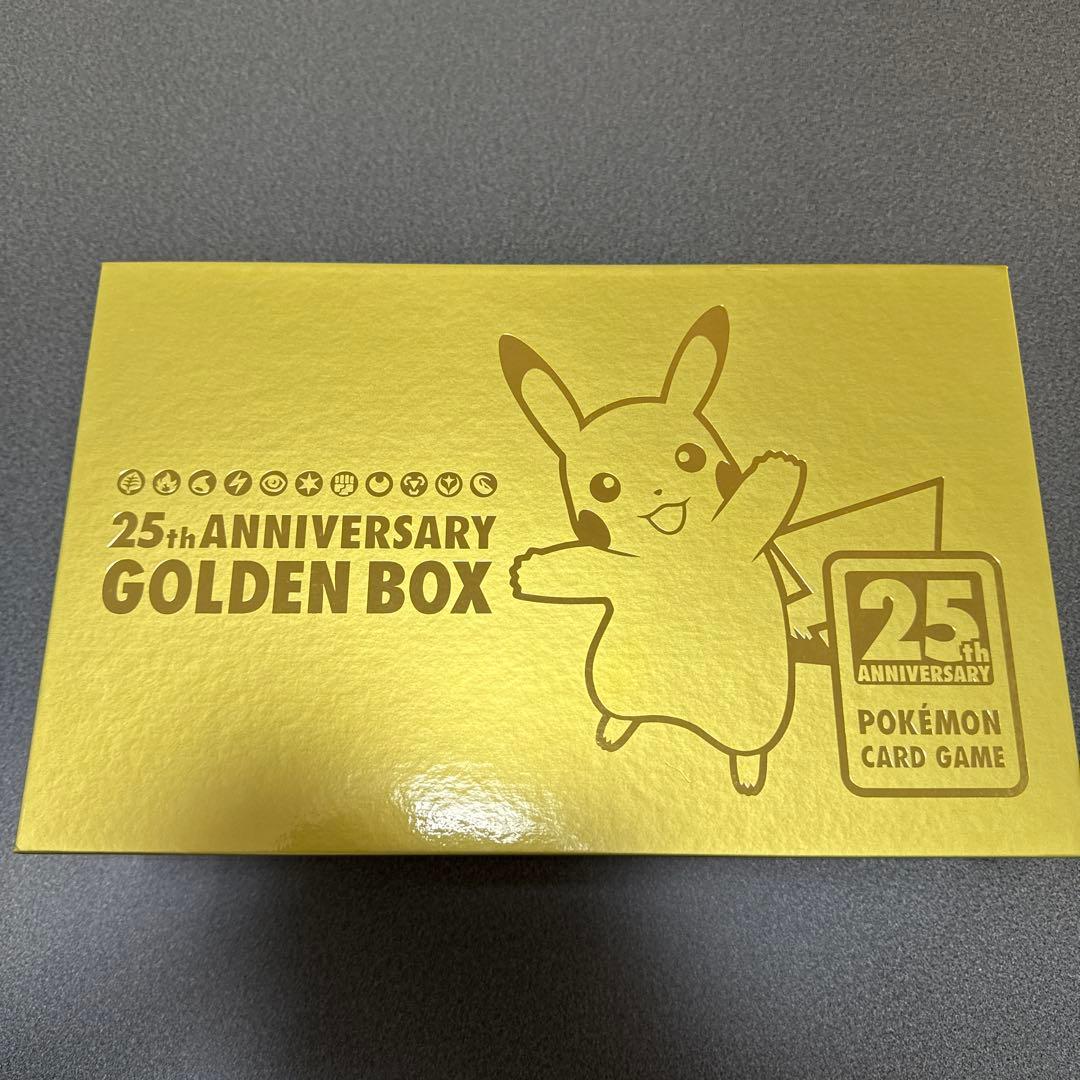 25th ANNIVERSARY
GOLDEN BOX
25th
ANNIVERSARY
POKÉMON
CARD GAME